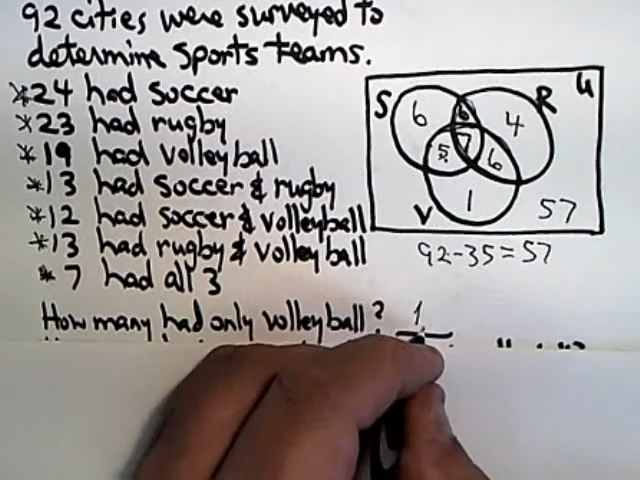 92 cities were surveyed to
determine sports teams.
*24 had soccer
*23 had rugby
*19 had volleyball
*13 had soccer & rugby
*12 had soccer & volleyball
*13 had rugby & volleyball
*7 had all 3
How many had only volleyball? 1
U
S R
6 6 4
5 7 6
V 1 57
92-35=57